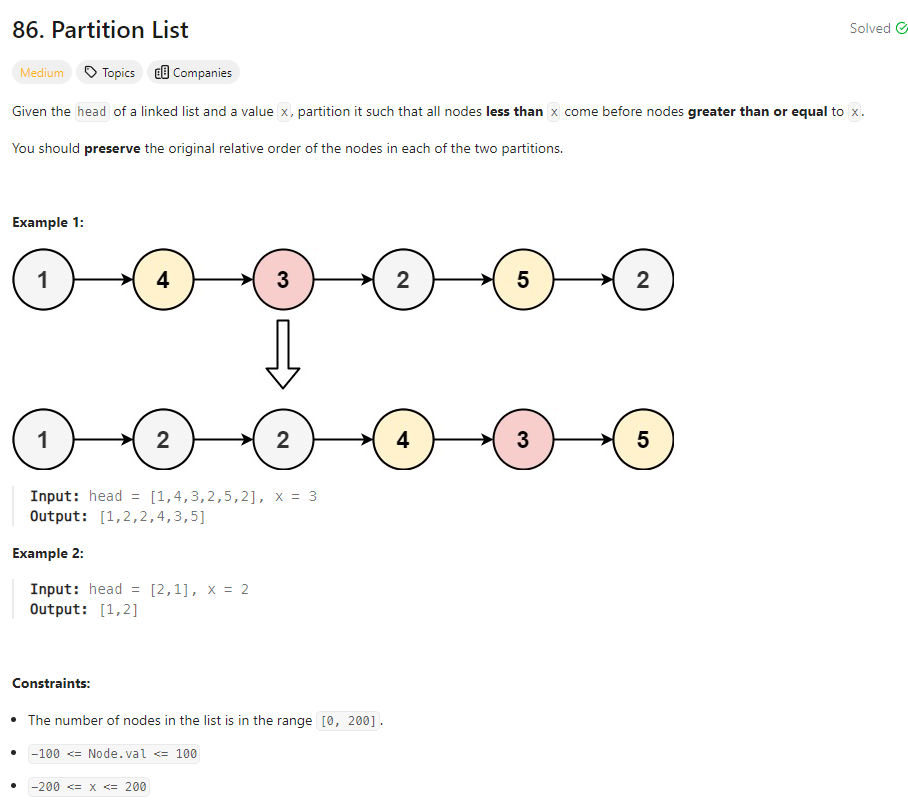 86. Partition List
Solved
Medium Topics Companies
Given the head of a linked list and a value x, partition it such that all nodes less than x come before nodes greater than or equal to x.
You should preserve the original relative order of the nodes in each of the two partitions.
Example 1:
1 4 3 2 5 2
1 2 2 4 3 5
Input: head = [1,4,3,2,5,2], x = 3
Output: [1,2,2,4,3,5]
Example 2:
Input: head = [2,1], x = 2
Output: [1,2]
Constraints:
• The number of nodes in the list is in the range [0, 200].
• -100 <= Node.val <= 100
• -200 <= x <= 200